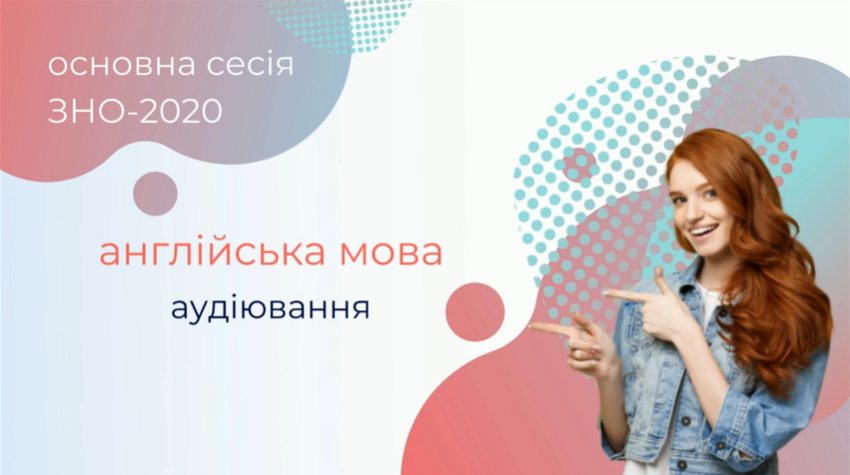 основна сесія
ЗНО-2020
англійська мова
аудіювання